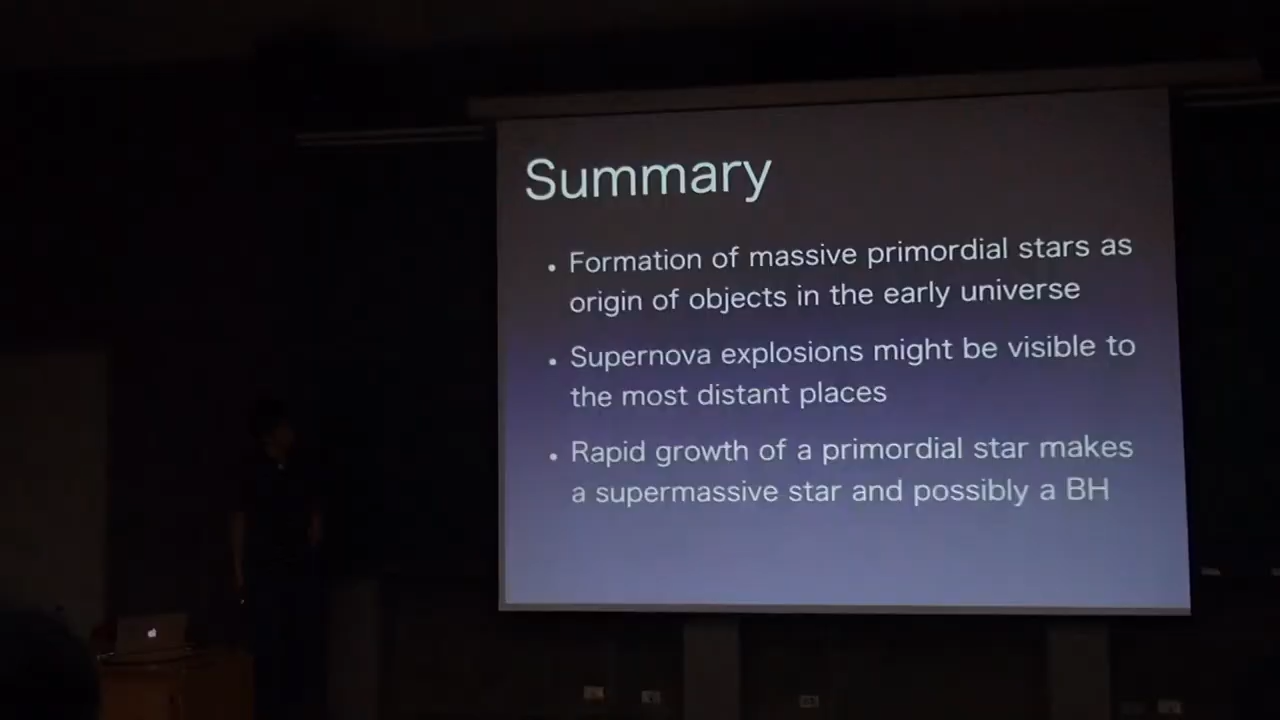 Summary
• Formation of massive primordial stars as
origin of objects in the early universe
• Supernova explosions might be visible to
the most distant places
• Rapid growth of a primordial star makes
a supermassive star and possibly a BH